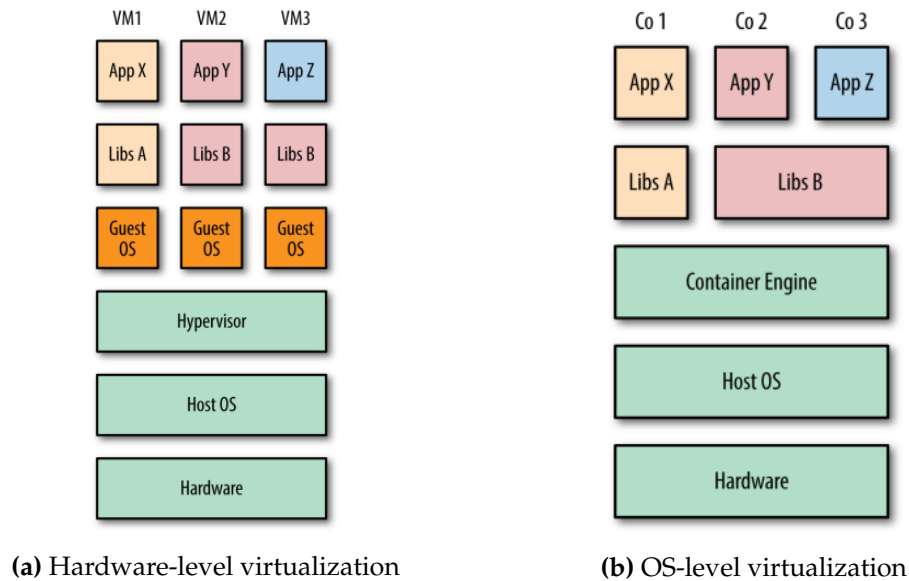 VM1 VM2 VM3
App X App Y App Z
Libs A Libs B Libs B
Guest OS Guest OS Guest OS
Hypervisor
Host OS
Hardware
(a) Hardware-level virtualization
Co 1 Co 2 Co 3
App X App Y App Z
Libs A Libs B
Container Engine
Host OS
Hardware
(b) OS-level virtualization